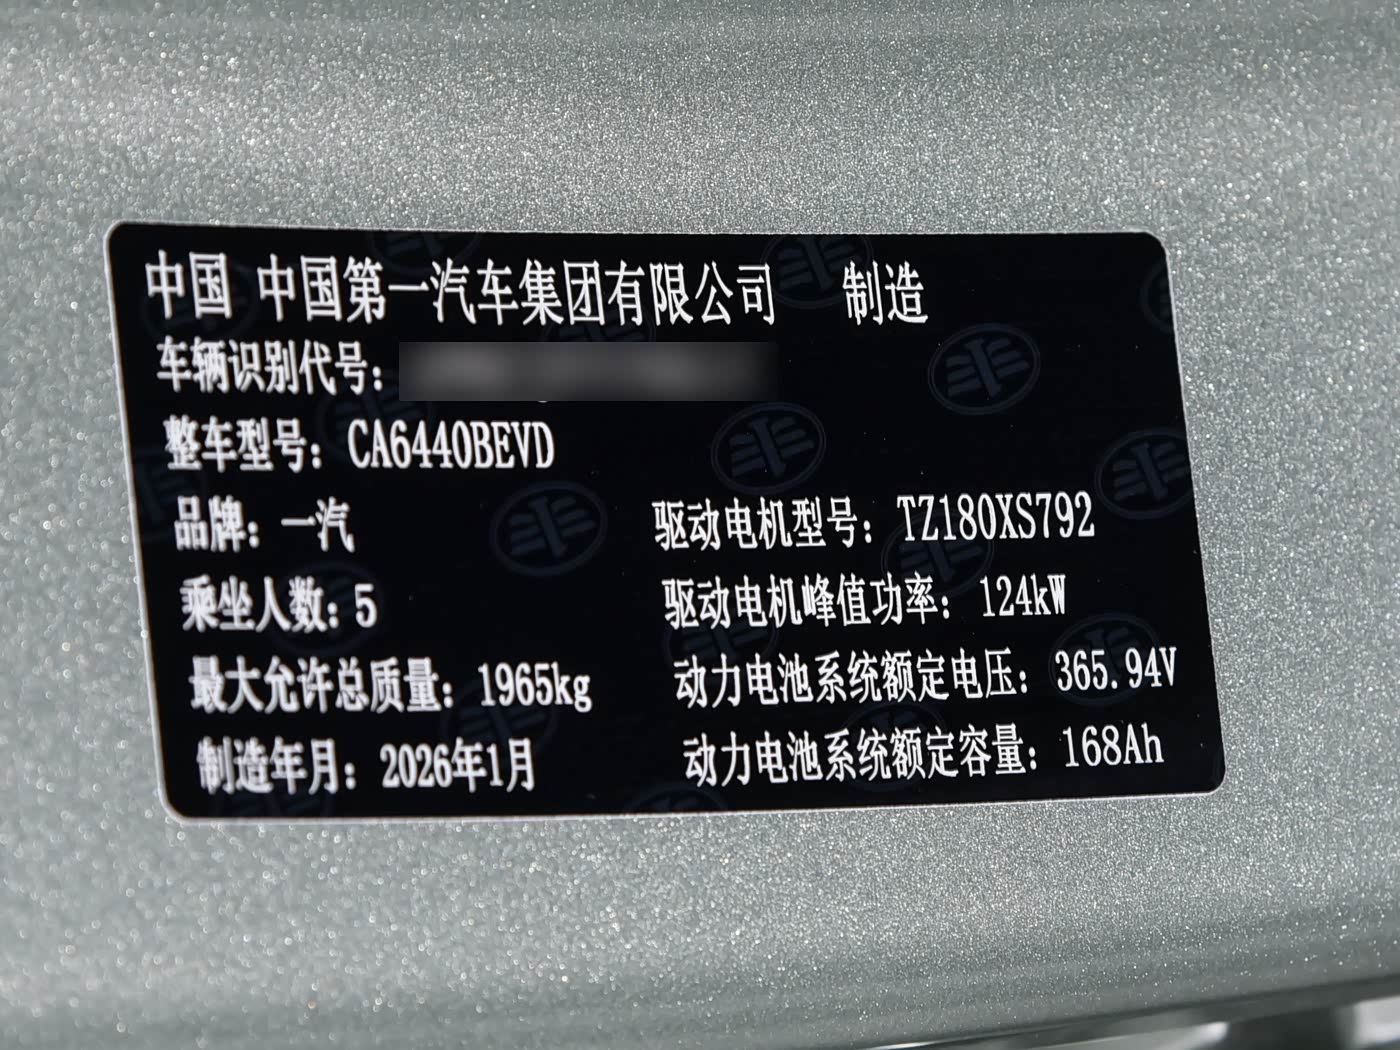 中国 中国第一汽车集团有限公司 制造
车辆识别代号：
整车型号：CA6440BEVD
品牌：一汽 驱动电机型号：TZ180XS792
乘坐人数：5 驱动电机峰值功率：124kW
最大允许总质量：1965kg 动力电池系统额定电压：365.94V
制造年月：2026年1月 动力电池系统额定容量：168Ah